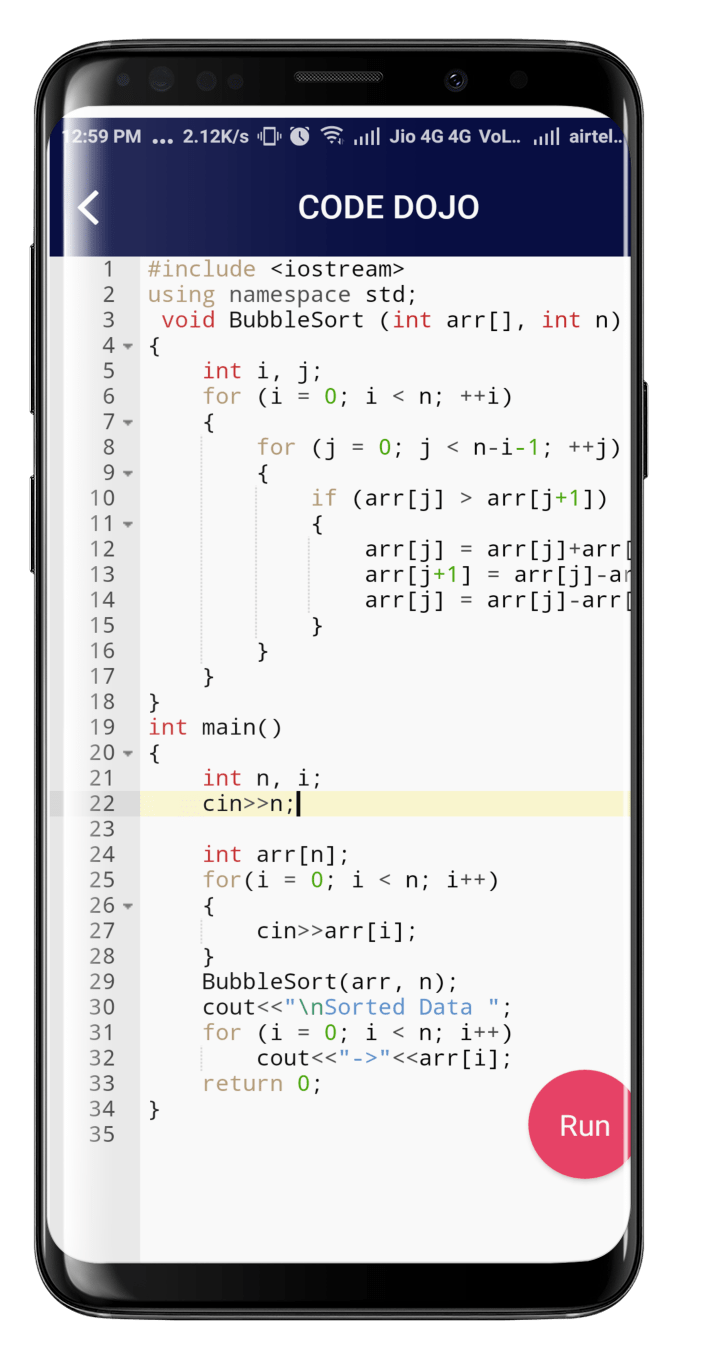 12:59 PM ... 2.12K/s Jio 4G 4G VoL.. airtel..
CODE DOJO
1 #include <iostream>
2 using namespace std;
3  void BubbleSort (int arr[], int n)
4 {
5     int i, j;
6     for (i = 0; i < n; ++i)
7     {
8         for (j = 0; j < n-i-1; ++j)
9         {
10             if (arr[j] > arr[j+1])
11             {
12                 arr[j] = arr[j]+arr[
13                 arr[j+1] = arr[j]-ar
14                 arr[j] = arr[j]-arr[
15             }
16         }
17     }
18 }
19 int main()
20 {
21     int n, i;
22     cin>>n;
23
24     int arr[n];
25     for(i = 0; i < n; i++)
26     {
27         cin>>arr[i];
28     }
29     BubbleSort(arr, n);
30     cout<<"\nSorted Data ";
31     for (i = 0; i < n; i++)
32         cout<<"->"<<arr[i];
33     return 0;
34 }
35
Run